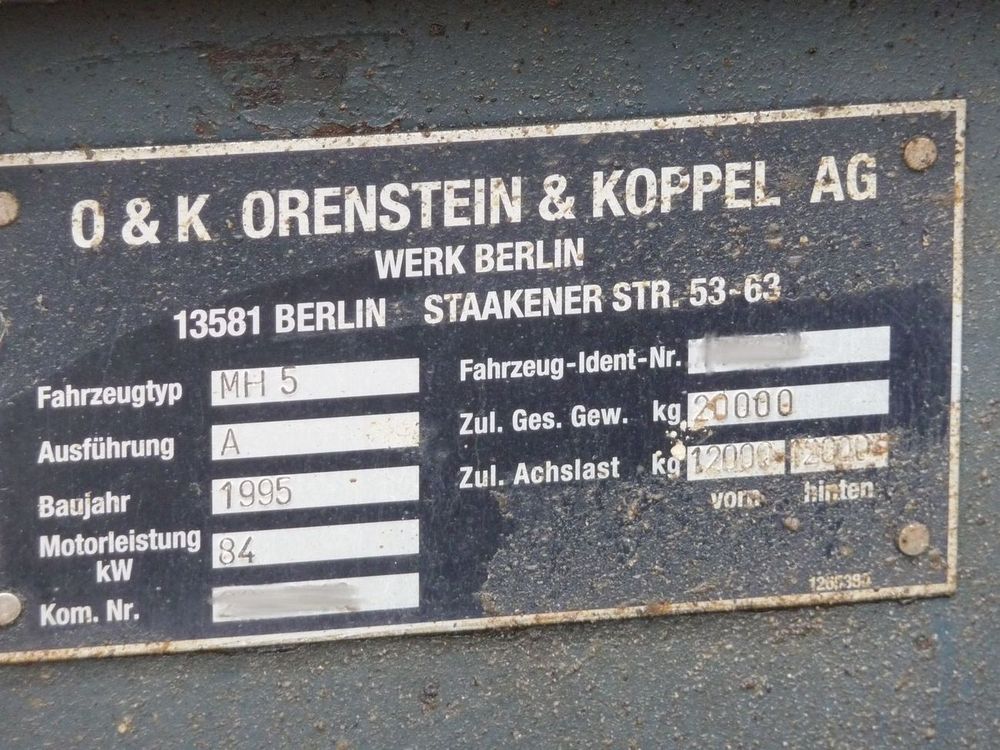 O & K ORENSTEIN & KOPPEL AG
WERK BERLIN
13581 BERLIN STAAKENER STR. 53-63
Fahrzeugtyp MH 5
Ausführung A
Baujahr 1995
Motorleistung kW 84
Kom. Nr.
Fahrzeug-Ident-Nr.
Zul. Ges. Gew. kg 20000
Zul. Achslast kg 12000 12000
vorn hinten